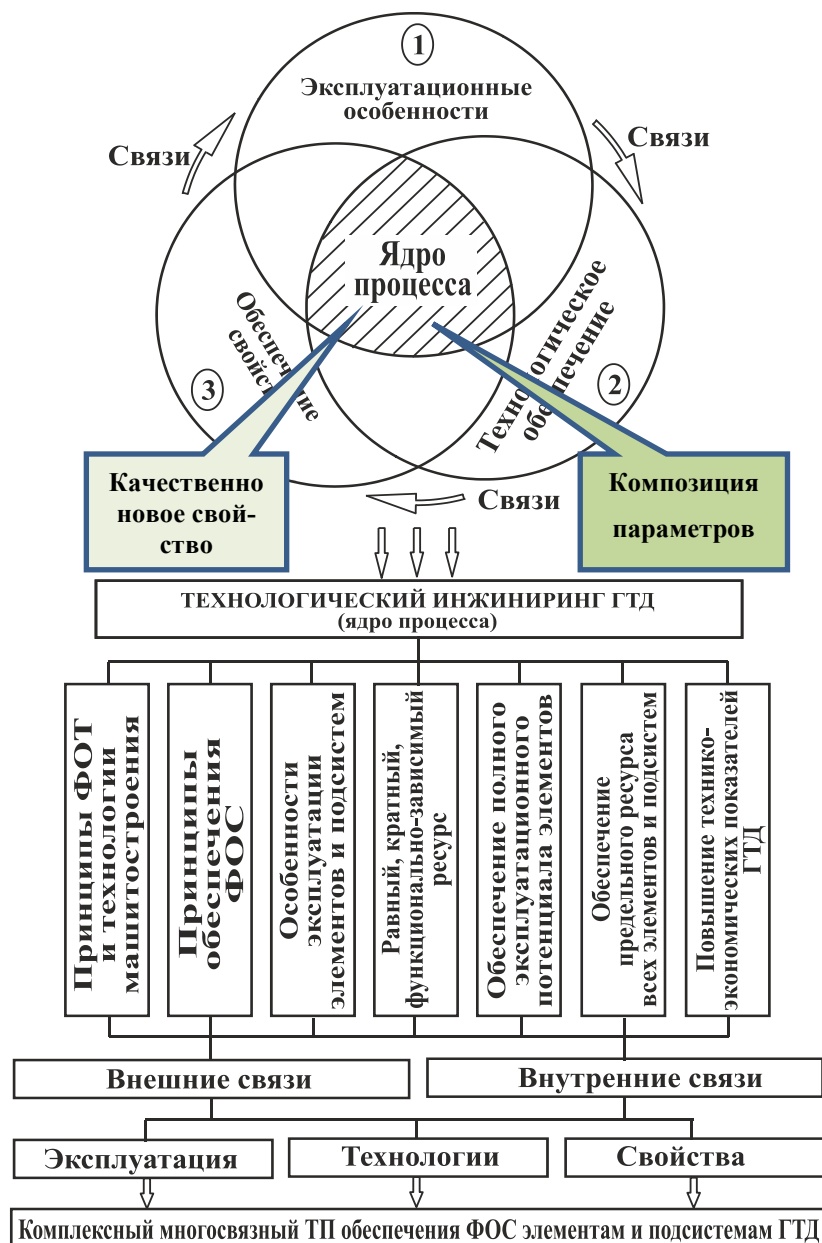 1
Эксплуатационные
особенности
Связи
Связи
Ядро
процесса
Обеспечение
свойств
3
Технологическое
обеспечение
2
Качественно
новое свой-
ство
Композиция
параметров
Связи
ТЕХНОЛОГИЧЕСКИЙ ИНЖИНИРИНГ ГТД
(ядро процесса)
Принципы ФОТ
и технологии
машитостроения
Принципы
обеспечения
ФОС
Особенности
эксплуатации
элементов и подсистем
Равный, кратный,
функционально-зависимый
ресурс
Обеспечение полного
эксплуатационного
потенциала элементов
Обеспечение
предельного ресурса
всех элементов и подсистем
Повышение технико-
экономических показателей
ГТД
Внешние связи
Внутренние связи
Эксплуатация
Технологии
Свойства
Комплексный многосвязный ТП обеспечения ФОС элементам и подсистемам ГТД